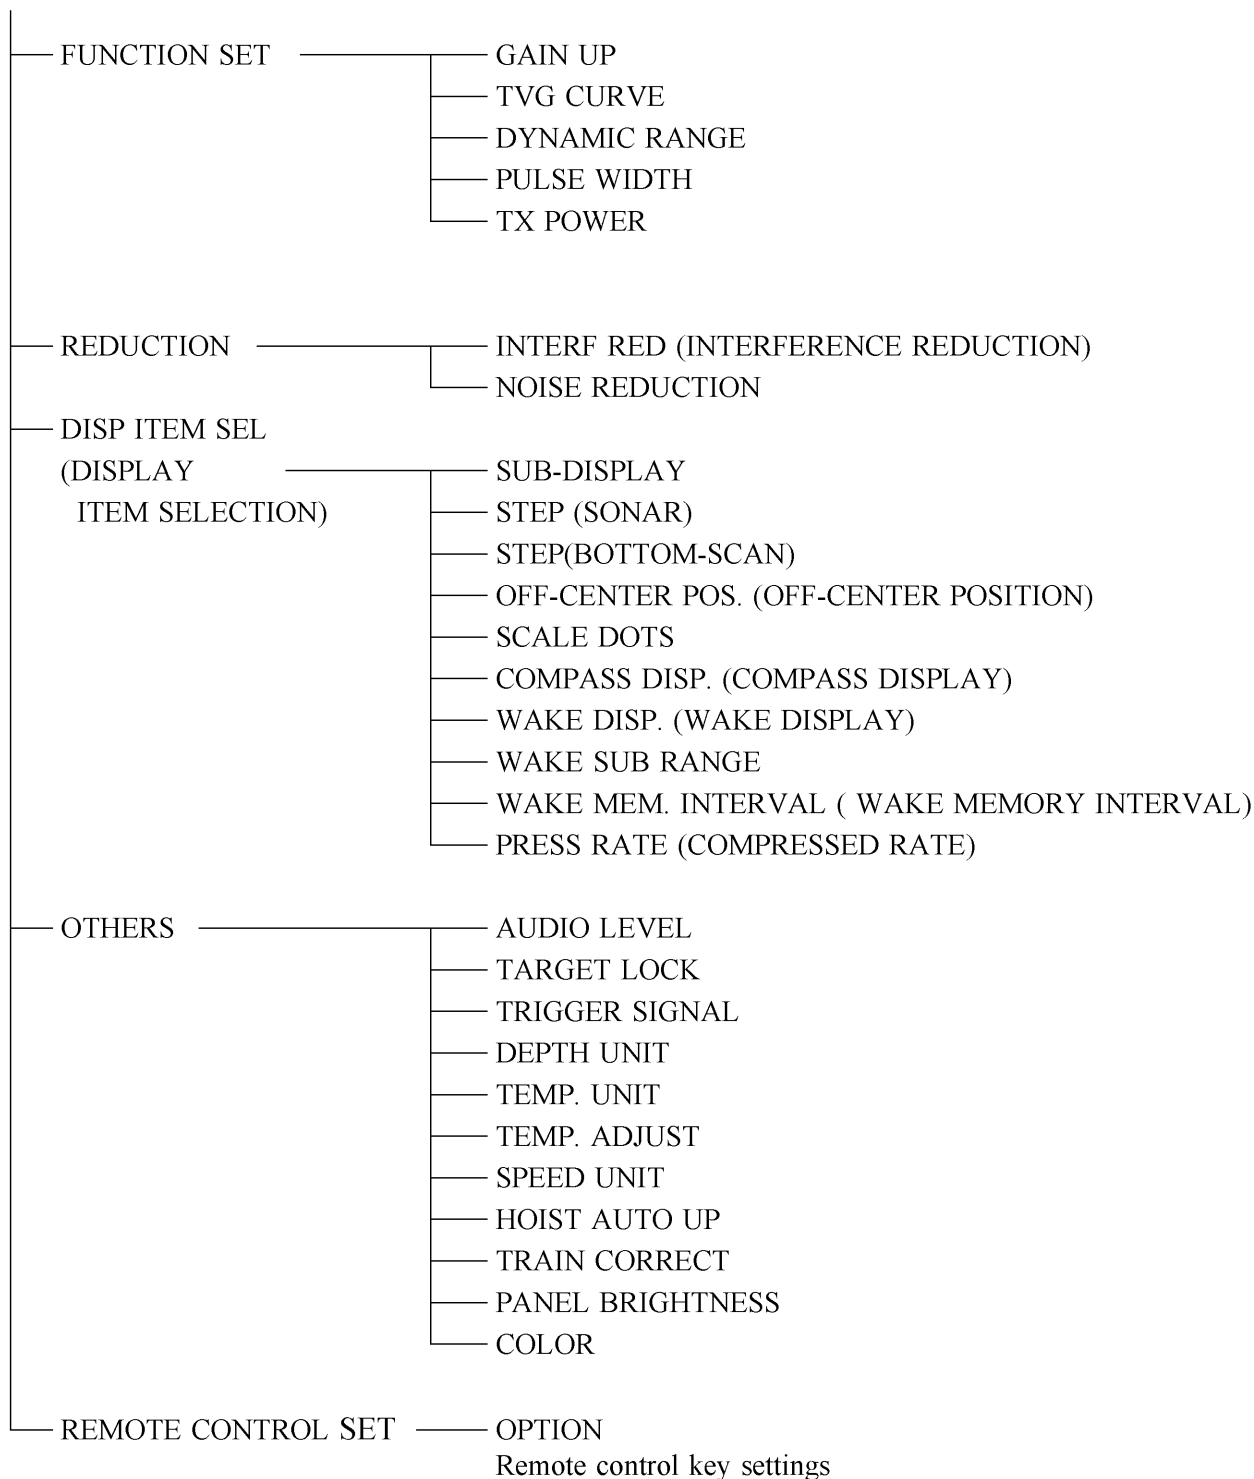 FUNCTION SET GAIN UP
TVG CURVE
DYNAMIC RANGE
PULSE WIDTH
TX POWER
REDUCTION INTERF RED (INTERFERENCE REDUCTION)
NOISE REDUCTION
DISP ITEM SEL
(DISPLAY SUB-DISPLAY
ITEM SELECTION) STEP (SONAR)
STEP(BOTTOM-SCAN)
OFF-CENTER POS. (OFF-CENTER POSITION)
SCALE DOTS
COMPASS DISP. (COMPASS DISPLAY)
WAKE DISP. (WAKE DISPLAY)
WAKE SUB RANGE
WAKE MEM. INTERVAL ( WAKE MEMORY INTERVAL)
PRESS RATE (COMPRESSED RATE)
OTHERS AUDIO LEVEL
TARGET LOCK
TRIGGER SIGNAL
DEPTH UNIT
TEMP. UNIT
TEMP. ADJUST
SPEED UNIT
HOIST AUTO UP
TRAIN CORRECT
PANEL BRIGHTNESS
COLOR
REMOTE CONTROL SET OPTION
Remote control key settings